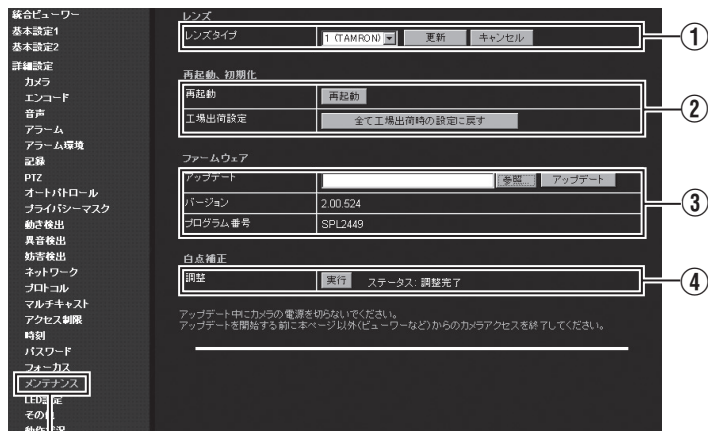 統合ビューワー
基本設定1
基本設定2
詳細設定
カメラ
エンコード
音声
アラーム
アラーム環境
記録
PTZ
オートパトロール
プライバシーマスク
動き検出
異音検出
妨害検出
ネットワーク
プロトコル
マルチキャスト
アクセス制限
時刻
パスワード
フォーカス
メンテナンス
LED設定
その他
動作状況
レンズ
レンズタイプ 1 (TAMRON) 更新 キャンセル ①
再起動、初期化
再起動 再起動 ②
工場出荷設定 全て工場出荷時の設定に戻す
ファームウェア
アップデート 参照... アップデート
バージョン 2.00.524 ③
プログラム番号 SPL2449
白点補正
調整 実行 ステータス: 調整完了 ④
アップデート中にカメラの電源を切らないでください。
アップデートを開始する前に本ページ以外(ビューワーなど)からのカメラアクセスを終了してください。